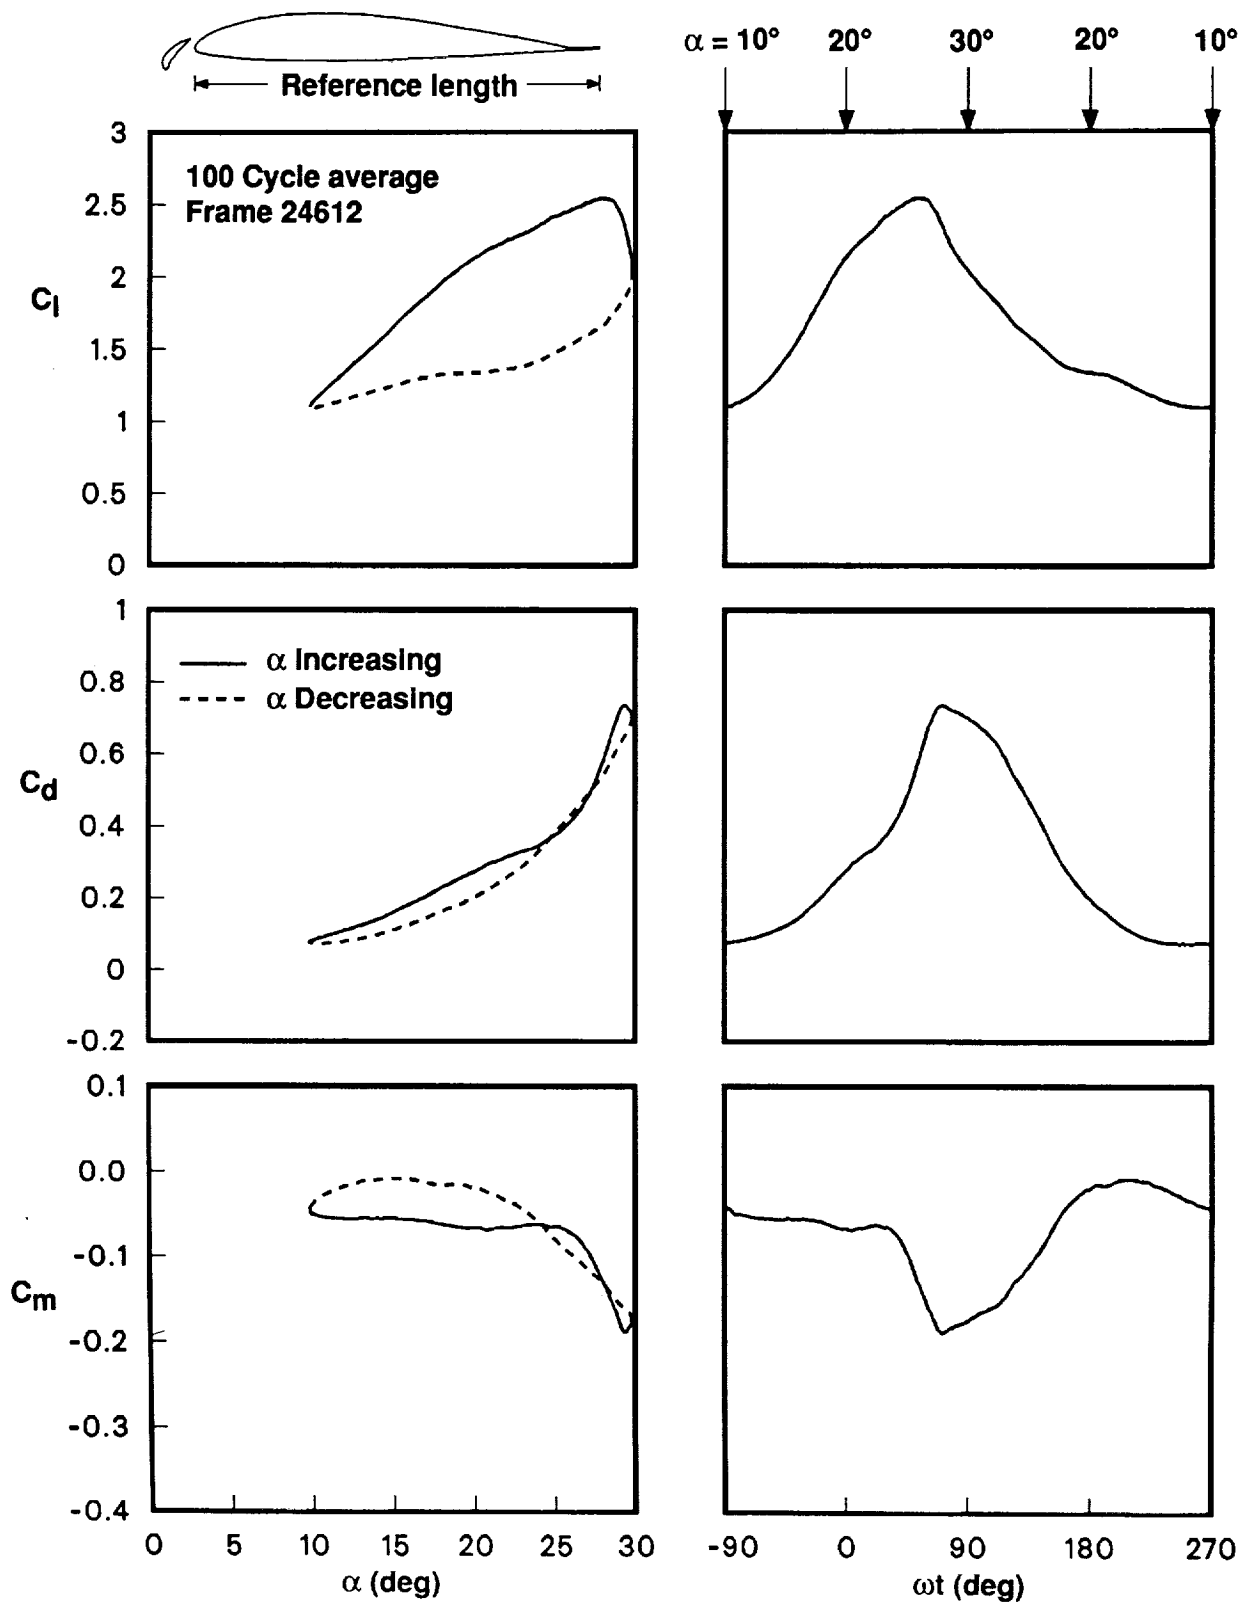 α = 10° 20° 30° 20° 10°
Reference length
3
100 Cycle average
Frame 24612
2.5
2
Cl
1.5
1
0.5
0
1
α Increasing
0.8
α Decreasing
0.6
Cd
0.4
0.2
0
-0.2
0.1
0.0
-0.1
Cm
-0.2
-0.3
-0.4
0 5 10 15 20 25 30
α (deg)
-90 0 90 180 270
ωt (deg)